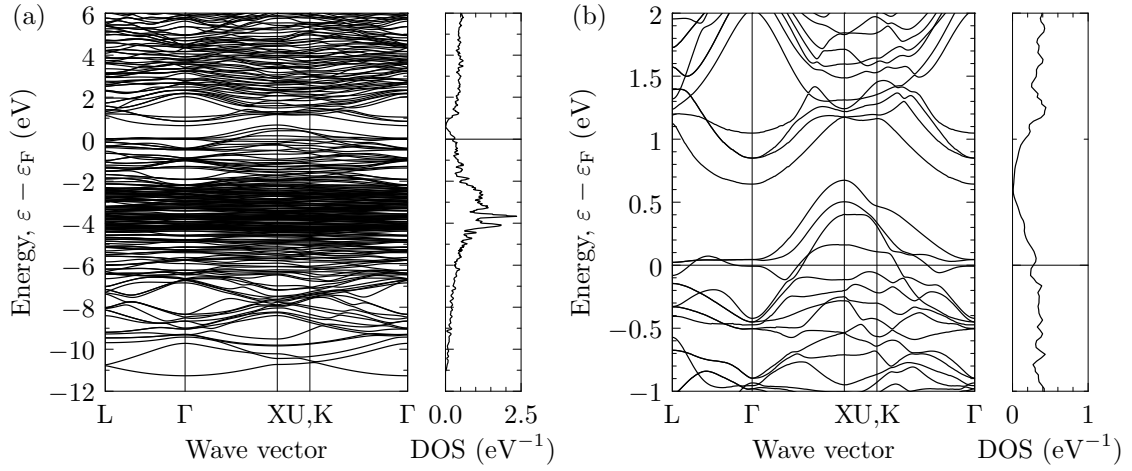 (a)
Energy, ε − εF (eV)
6
4
2
0
−2
−4
−6
−8
−10
−12
L Γ XU,K Γ
Wave vector
0.0 2.5
DOS (eV−1)
(b)
Energy, ε − εF (eV)
2
1.5
1
0.5
0
−0.5
−1
L Γ XU,K Γ
Wave vector
0 1
DOS (eV−1)